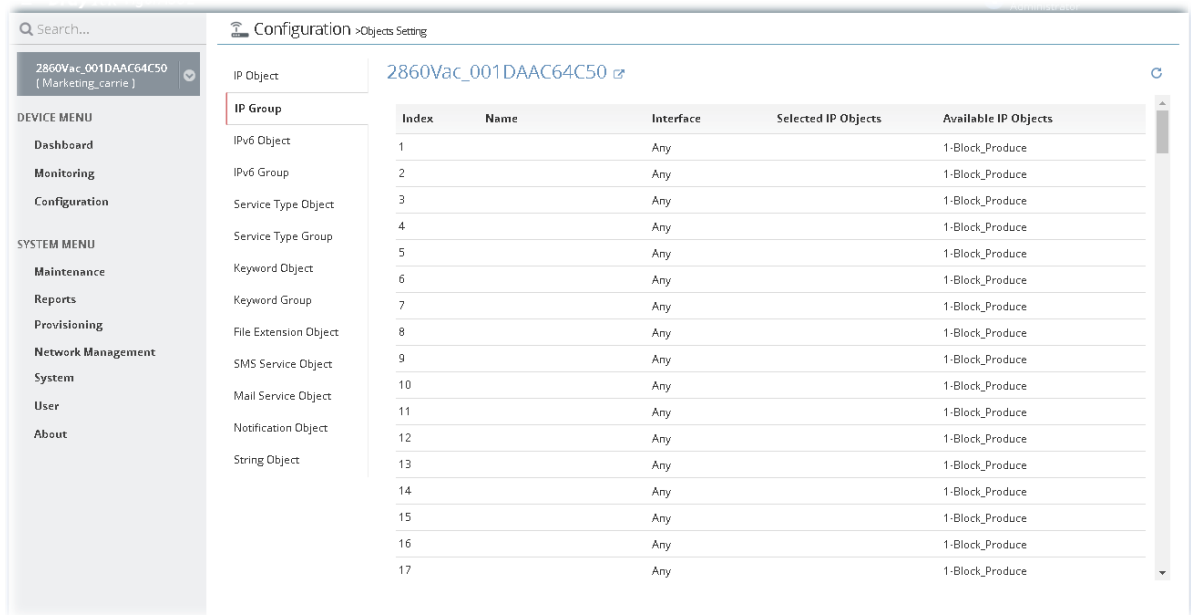 Search...
2860Vac_001DAAC64C50
[ Marketing_carrie ]
DEVICE MENU
Dashboard
Monitoring
Configuration
SYSTEM MENU
Maintenance
Reports
Provisioning
Network Management
System
User
About
Configuration >Objects Setting
IP Object
IP Group
IPv6 Object
IPv6 Group
Service Type Object
Service Type Group
Keyword Object
Keyword Group
File Extension Object
SMS Service Object
Mail Service Object
Notification Object
String Object
2860Vac_001DAAC64C50
Index Name Interface Selected IP Objects Available IP Objects
1 Any 1-Block_Produce
2 Any 1-Block_Produce
3 Any 1-Block_Produce
4 Any 1-Block_Produce
5 Any 1-Block_Produce
6 Any 1-Block_Produce
7 Any 1-Block_Produce
8 Any 1-Block_Produce
9 Any 1-Block_Produce
10 Any 1-Block_Produce
11 Any 1-Block_Produce
12 Any 1-Block_Produce
13 Any 1-Block_Produce
14 Any 1-Block_Produce
15 Any 1-Block_Produce
16 Any 1-Block_Produce
17 Any 1-Block_Produce